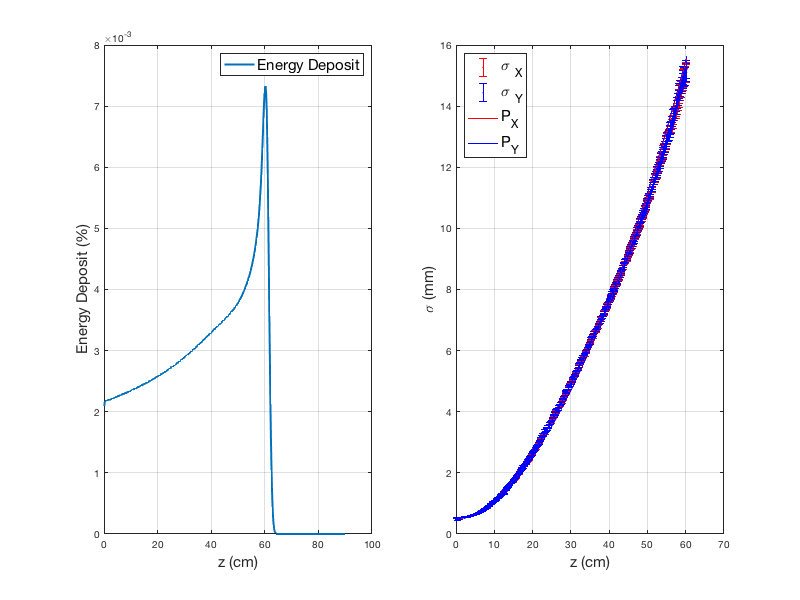 ×10-3
8
7
6
5
4
3
2
1
0
Energy Deposit (%)
Energy Deposit
0 20 40 60 80 100
z (cm)
16
14
12
10
8
6
4
2
0
σ (mm)
σ X
σ Y
PX
PY
0 10 20 30 40 50 60 70
z (cm)